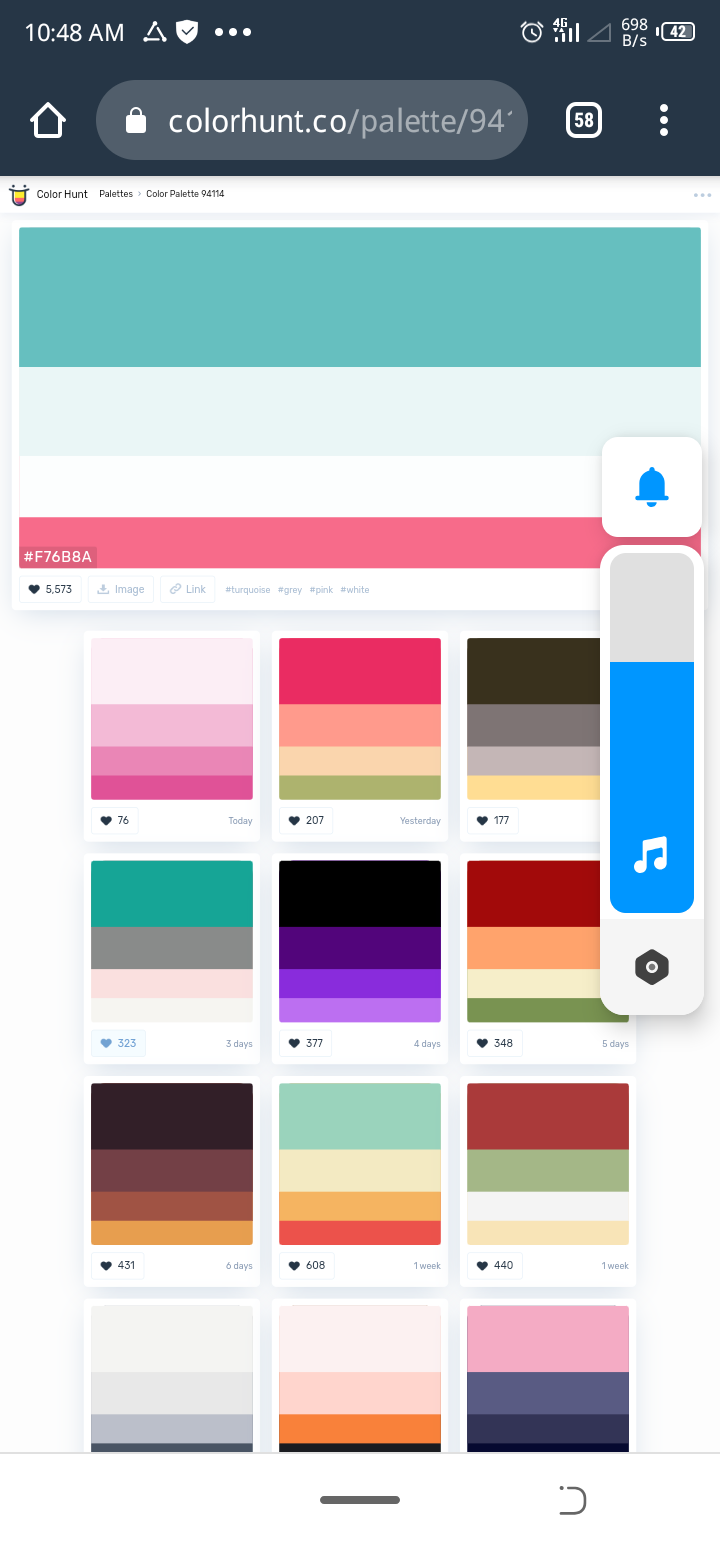 10:48 AM 4G 698 B/s 42
colorhunt.co/palette/94 58
Color Hunt Palettes › Color Palette 94114
#F76B8A
5,573 Image Link #turquoise #grey #pink #white
76 Today 207 Yesterday 177
323 3 days 377 4 days 348 5 days
431 6 days 608 1 week 440 1 week